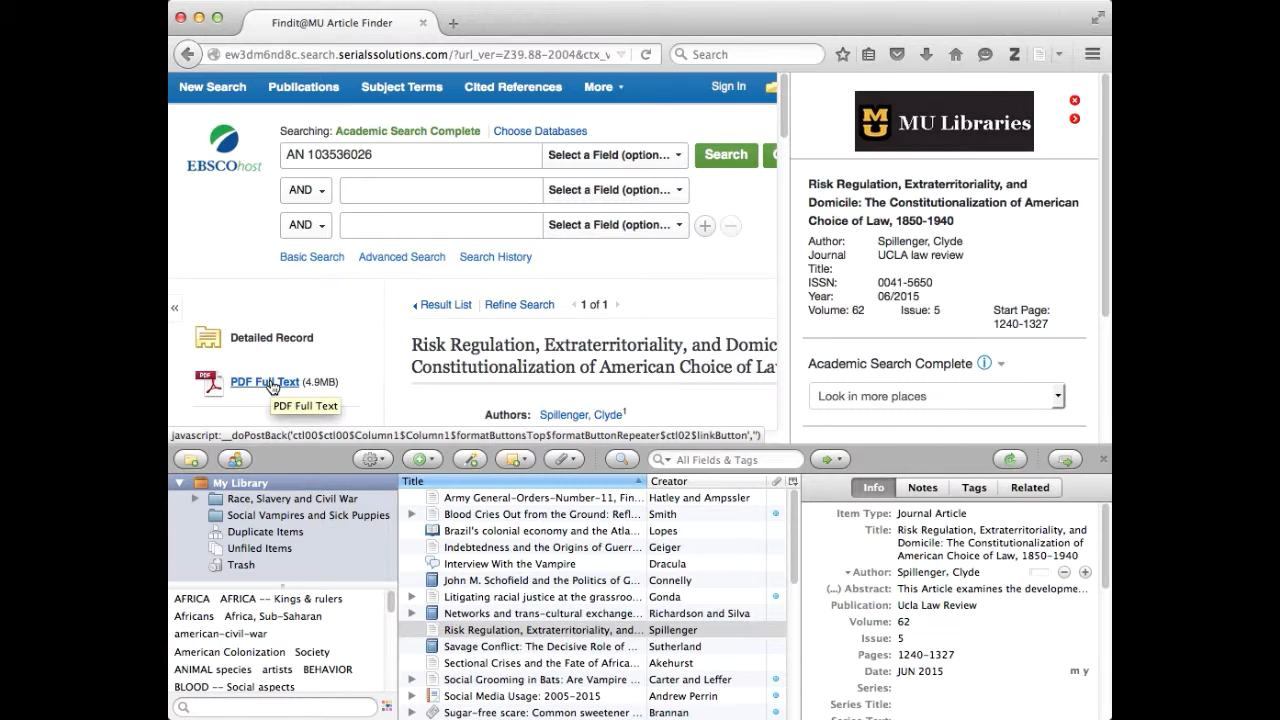 Findit@MU Article Finder
ew3dm6nd8c.search.serialssolutions.com/?url_ver=Z39.88-2004&ctx_v
Search
Z
New Search Publications Subject Terms Cited References More Sign In
EBSCOhost
Searching: Academic Search Complete Choose Databases
AN 103536026 Select a Field (option... Search C
AND Select a Field (option...
AND Select a Field (option...
Basic Search Advanced Search Search History
Result List Refine Search 1 of 1
Detailed Record
PDF
PDF Full Text (4.9MB)
PDF Full Text
Risk Regulation, Extraterritoriality, and Domic
Constitutionalization of American Choice of La
Authors: Spillenger, Clyde1
javascript:__doPostBack('ctl00$ctl00$Column1$Column1$formatButtonsTop$formatButtonRepeater$ctl02$linkButton','')
MU Libraries
Risk Regulation, Extraterritoriality, and
Domicile: The Constitutionalization of American
Choice of Law, 1850-1940
Author: Spillenger, Clyde
Journal Title: UCLA law review
ISSN: 0041-5650
Year: 06/2015
Volume: 62 Issue: 5 Start Page: 1240-1327
Academic Search Complete
Look in more places
All Fields & Tags
My Library
Race, Slavery and Civil War
Social Vampires and Sick Puppies
Duplicate Items
Unfiled Items
Trash
AFRICA AFRICA -- Kings & rulers
Africans Africa, Sub-Saharan
american-civil-war
American Colonization Society
ANIMAL species artists BEHAVIOR
BLOOD -- Social aspects
Title Creator
Army General-Orders-Number-11, Fin... Hatley and Ampssler
Blood Cries Out from the Ground: Refl... Smith
Brazil's colonial economy and the Atla... Lopes
Indebtedness and the Origins of Guerr... Geiger
Interview With the Vampire Dracula
John M. Schofield and the Politics of G... Connelly
Litigating racial justice at the grassroo... Gonda
Networks and trans-cultural exchange... Richardson and Silva
Risk Regulation, Extraterritoriality, and... Spillenger
Savage Conflict: The Decisive Role of ... Sutherland
Sectional Crises and the Fate of Africa... Akehurst
Social Grooming in Bats: Are Vampire ... Carter and Leffer
Social Media Usage: 2005-2015 Andrew Perrin
Sugar-free scare: Common sweetener ... Brannan
Info Notes Tags Related
Item Type: Journal Article
Title: Risk Regulation, Extraterritoriality, and
Domicile: The Constitutionalization of
American Choice of Law, 1850-1940
Author: Spillenger, Clyde
(...) Abstract: This Article examines the developme...
Publication: Ucla Law Review
Volume: 62
Issue: 5
Pages: 1240-1327
Date: JUN 2015 m y
Series:
Series Title: